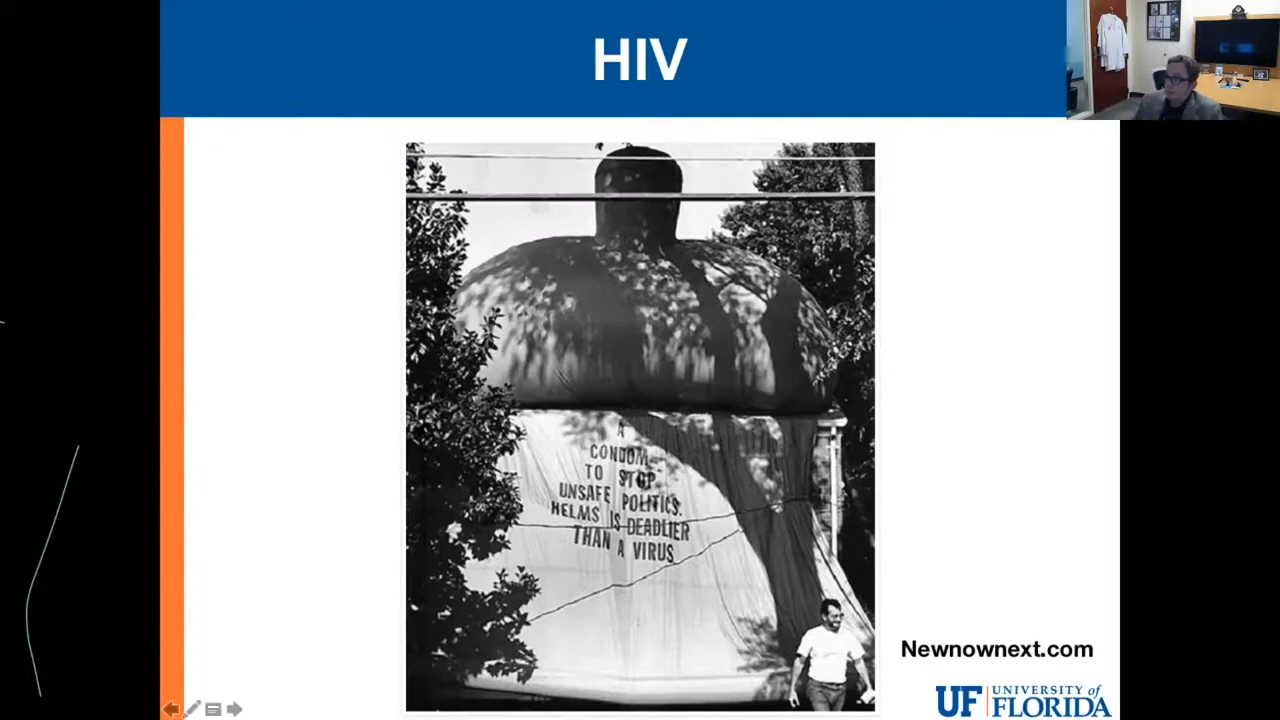 HIV
A
CONDOM
TO STOP
UNSAFE POLITICS.
HELMS IS DEADLIER
THAN A VIRUS
Newnownext.com
UF UNIVERSITY of
FLORIDA